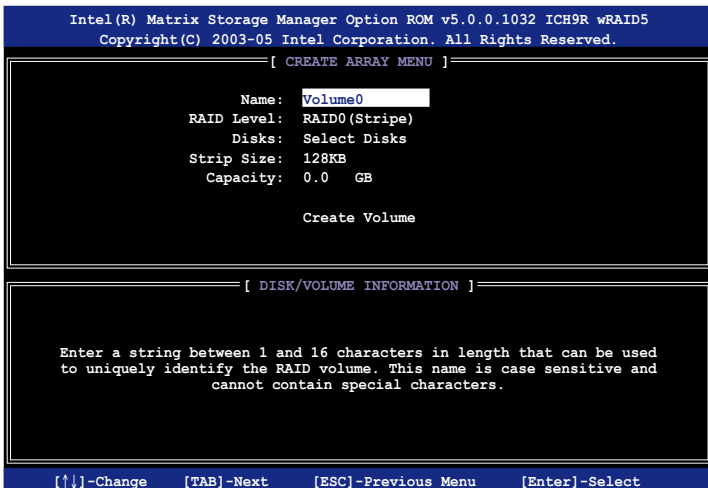 Intel(R) Matrix Storage Manager Option ROM v5.0.0.1032 ICH9R wRAID5
Copyright(C) 2003-05 Intel Corporation. All Rights Reserved.
[ CREATE ARRAY MENU ]
Name: Volume0
RAID Level: RAID0(Stripe)
Disks: Select Disks
Strip Size: 128KB
Capacity: 0.0 GB
Create Volume
[ DISK/VOLUME INFORMATION ]
Enter a string between 1 and 16 characters in length that can be used
to uniquely identify the RAID volume. This name is case sensitive and
cannot contain special characters.
[↑↓]-Change [TAB]-Next [ESC]-Previous Menu [Enter]-Select